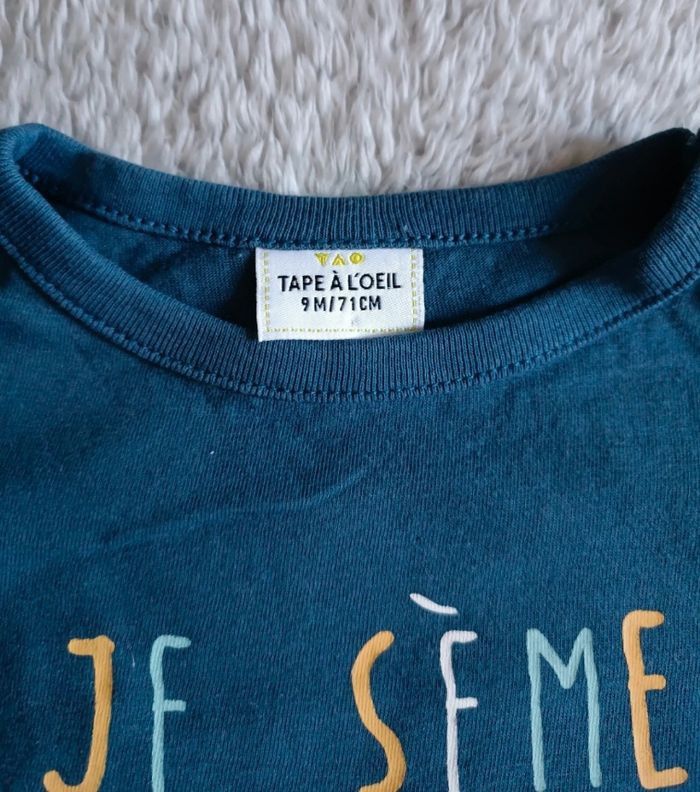 TAO
TAPE À L'OEIL
9M/71CM
JE SÈME